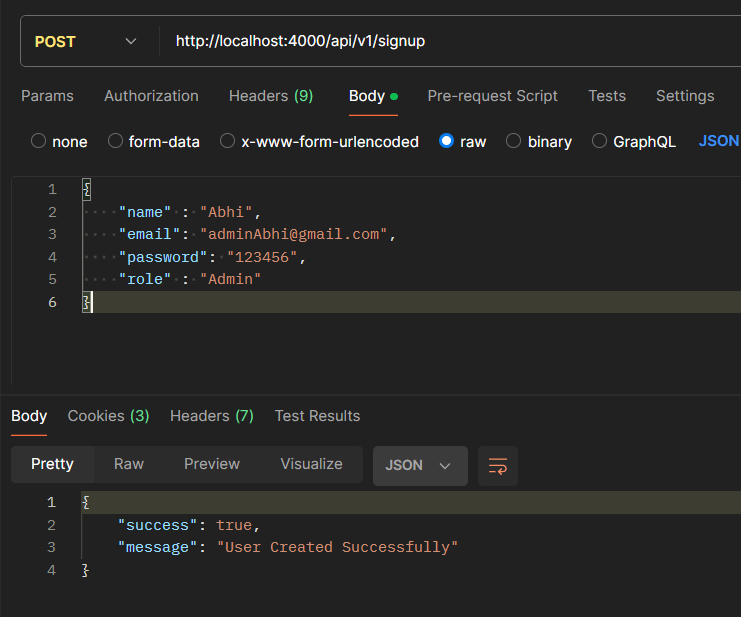 POST http://localhost:4000/api/v1/signup
Params Authorization Headers (9) Body Pre-request Script Tests Settings
none form-data x-www-form-urlencoded raw binary GraphQL JSON
1 {
2 "name" : "Abhi",
3 "email": "adminAbhi@gmail.com",
4 "password": "123456",
5 "role" : "Admin"
6 }
Body Cookies (3) Headers (7) Test Results
Pretty Raw Preview Visualize JSON
1 {
2 "success": true,
3 "message": "User Created Successfully"
4 }